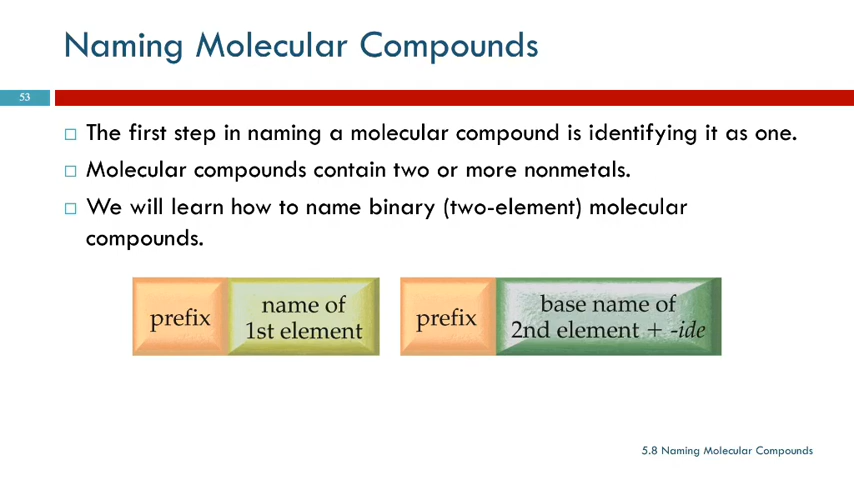 Naming Molecular Compounds
53
The first step in naming a molecular compound is identifying it as one.
Molecular compounds contain two or more nonmetals.
We will learn how to name binary (two-element) molecular
compounds.
prefix
name of
1st element
prefix
base name of
2nd element + -ide
5.8 Naming Molecular Compounds